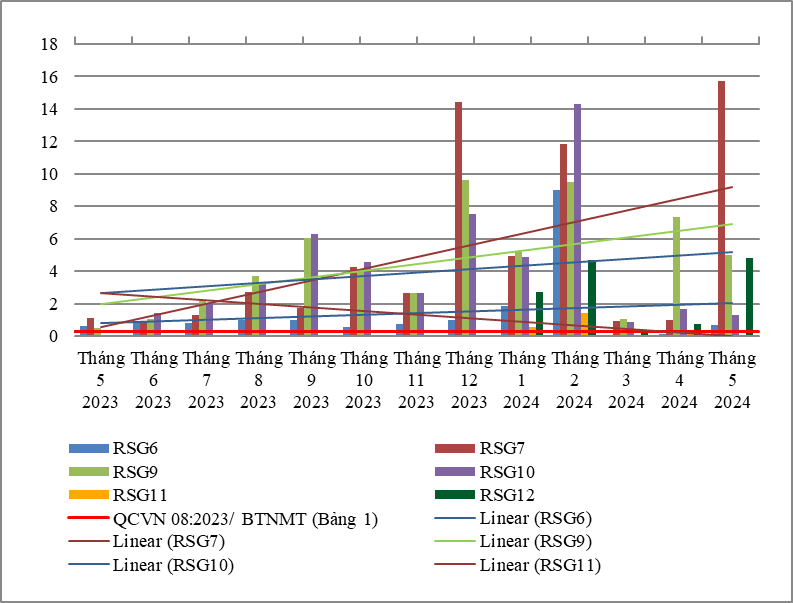 18
16
14
12
10
8
6
4
2
0
Tháng Tháng Tháng Tháng Tháng Tháng Tháng Tháng Tháng Tháng Tháng Tháng Tháng
5 6 7 8 9 10 11 12 1 2 3 4 5
2023 2023 2023 2023 2023 2023 2023 2023 2024 2024 2024 2024 2024
RSG6 RSG7
RSG9 RSG10
RSG11 RSG12
QCVN 08:2023/ BTNMT (Bảng 1) Linear (RSG6)
Linear (RSG7) Linear (RSG9)
Linear (RSG10) Linear (RSG11)